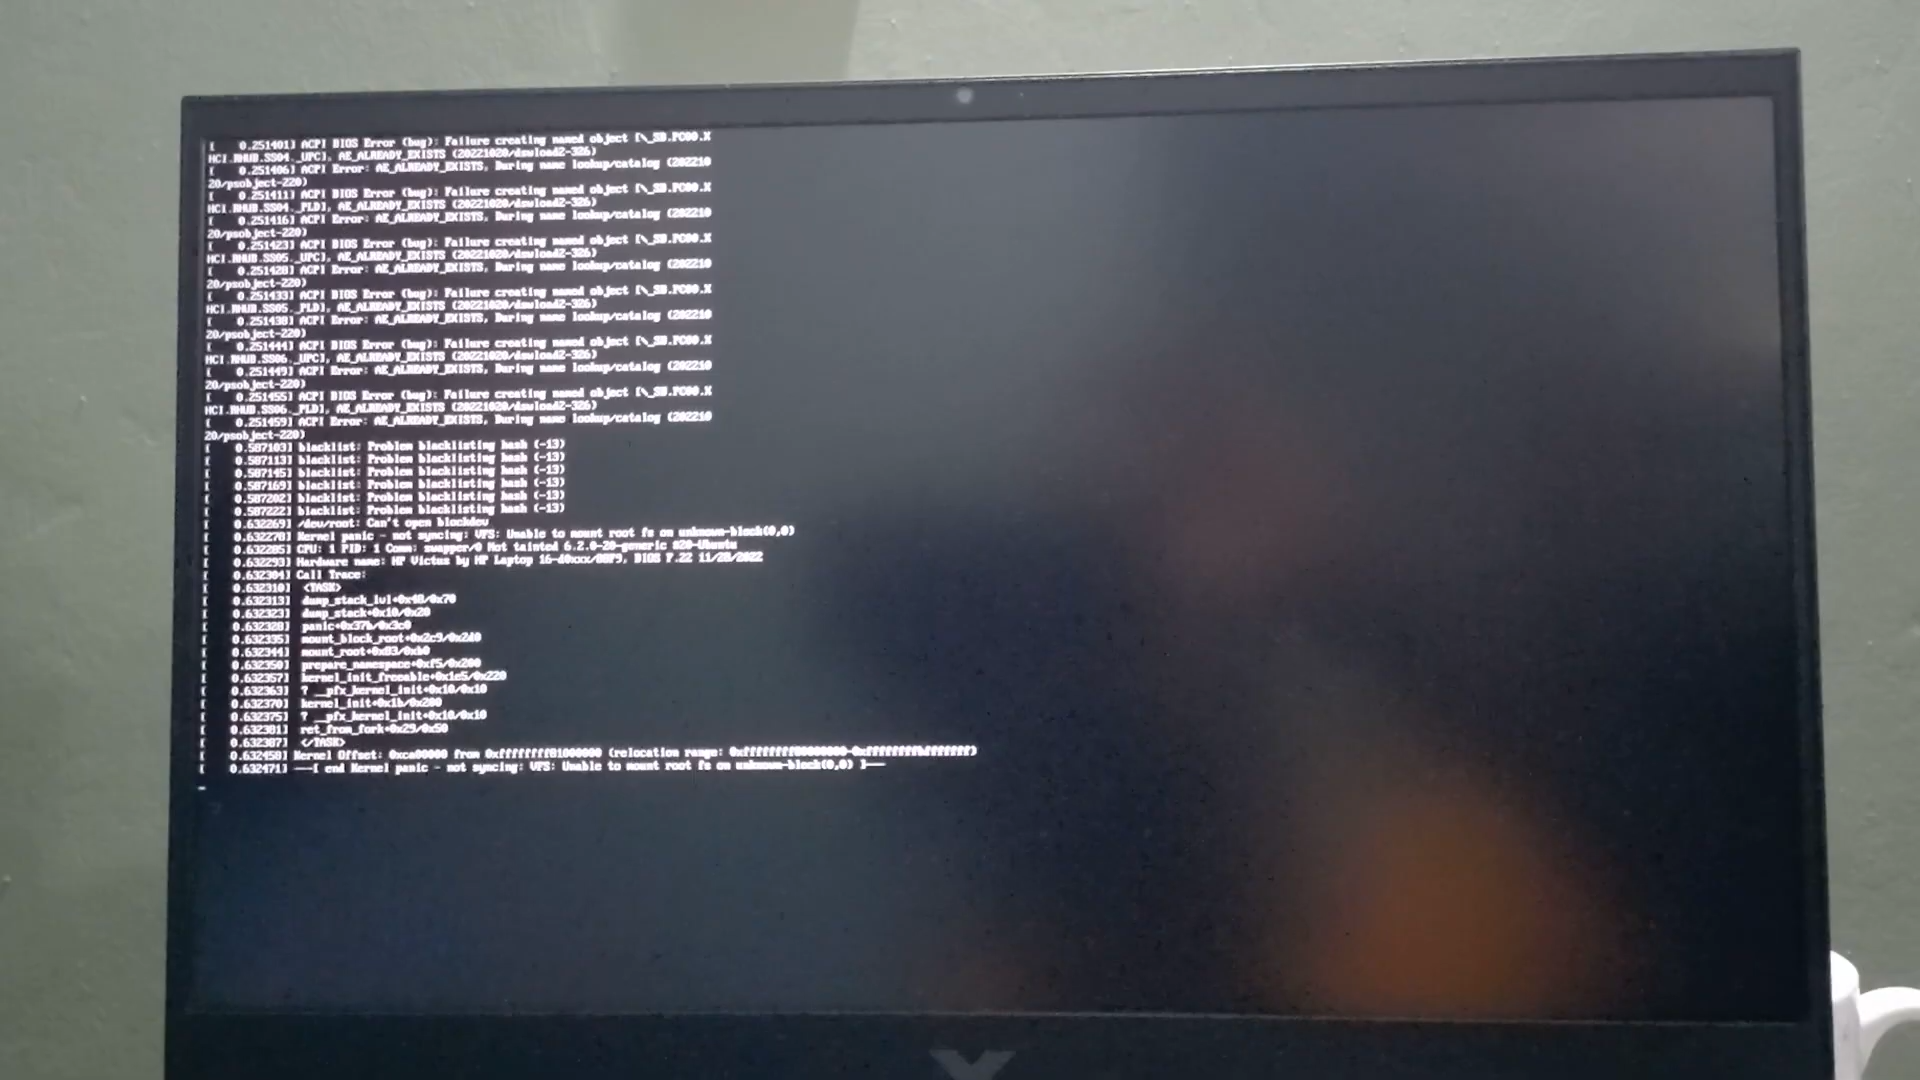 [    0.251401] ACPI BIOS Error (bug): Failure creating named object [\_SB.PC00.X
HCI.RHUB.SS04._UPC], AE_ALREADY_EXISTS (20221020/dswload2-326)
[    0.251406] ACPI Error: AE_ALREADY_EXISTS, During name lookup/catalog (202210
20/psobject-220)
[    0.251411] ACPI BIOS Error (bug): Failure creating named object [\_SB.PC00.X
HCI.RHUB.SS04._PLD], AE_ALREADY_EXISTS (20221020/dswload2-326)
[    0.251416] ACPI Error: AE_ALREADY_EXISTS, During name lookup/catalog (202210
20/psobject-220)
[    0.251423] ACPI BIOS Error (bug): Failure creating named object [\_SB.PC00.X
HCI.RHUB.SS05._UPC], AE_ALREADY_EXISTS (20221020/dswload2-326)
[    0.251428] ACPI Error: AE_ALREADY_EXISTS, During name lookup/catalog (202210
20/psobject-220)
[    0.251433] ACPI BIOS Error (bug): Failure creating named object [\_SB.PC00.X
HCI.RHUB.SS05._PLD], AE_ALREADY_EXISTS (20221020/dswload2-326)
[    0.251438] ACPI Error: AE_ALREADY_EXISTS, During name lookup/catalog (202210
20/psobject-220)
[    0.251444] ACPI BIOS Error (bug): Failure creating named object [\_SB.PC00.X
HCI.RHUB.SS06._UPC], AE_ALREADY_EXISTS (20221020/dswload2-326)
[    0.251449] ACPI Error: AE_ALREADY_EXISTS, During name lookup/catalog (202210
20/psobject-220)
[    0.251455] ACPI BIOS Error (bug): Failure creating named object [\_SB.PC00.X
HCI.RHUB.SS06._PLD], AE_ALREADY_EXISTS (20221020/dswload2-326)
[    0.251459] ACPI Error: AE_ALREADY_EXISTS, During name lookup/catalog (202210
20/psobject-220)
[    0.587103] blacklist: Problem blacklisting hash (-13)
[    0.587113] blacklist: Problem blacklisting hash (-13)
[    0.587145] blacklist: Problem blacklisting hash (-13)
[    0.587169] blacklist: Problem blacklisting hash (-13)
[    0.587202] blacklist: Problem blacklisting hash (-13)
[    0.587222] blacklist: Problem blacklisting hash (-13)
[    0.632269] /dev/root: Can't open blockdev
[    0.632278] Kernel panic - not syncing: VFS: Unable to mount root fs on unknown-block(0,0)
[    0.632285] CPU: 1 PID: 1 Comm: swapper/0 Not tainted 6.2.0-20-generic #20-Ubuntu
[    0.632293] Hardware name: HP Victus by HP Laptop 16-d0xxx/88F9, BIOS F.22 11/28/2022
[    0.632304] Call Trace:
[    0.632310]  <TASK>
[    0.632313]  dump_stack_lvl+0x48/0x70
[    0.632323]  dump_stack+0x10/0x20
[    0.632328]  panic+0x37b/0x3c0
[    0.632335]  mount_block_root+0x2c9/0x2d0
[    0.632344]  mount_root+0x83/0xb0
[    0.632350]  prepare_namespace+0xf5/0x200
[    0.632357]  kernel_init_freeable+0x1e5/0x220
[    0.632363]  ? __pfx_kernel_init+0x10/0x10
[    0.632370]  kernel_init+0x1b/0x200
[    0.632375]  ? __pfx_kernel_init+0x10/0x10
[    0.632381]  ret_from_fork+0x29/0x50
[    0.632387]  </TASK>
[    0.632458] Kernel Offset: 0xca00000 from 0xffffffff81000000 (relocation range: 0xffffffff80000000-0xffffffffbfffffff)
[    0.632471] ---[ end Kernel panic - not syncing: VFS: Unable to mount root fs on unknown-block(0,0) ]---